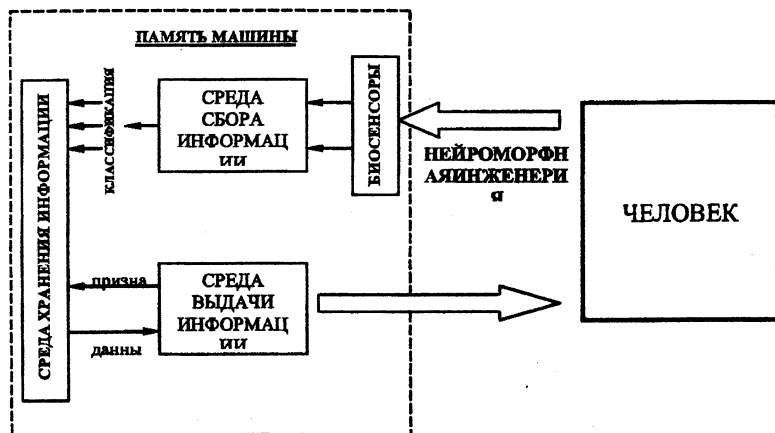 ПАМЯТЬ МАШИНЫ
СРЕДА ХРАНЕНИЯ ИНФОРМАЦИИ
КЛАССИФИКАЦИЯ
СРЕДА
СБОРА
ИНФОРМАЦ
ИИ
БИОСЕНСОРЫ
НЕЙРОМОРФН
АЯИНЖЕНЕРИ
Я
ЧЕЛОВЕК
призна
данны
СРЕДА
ВЫДАЧИ
ИНФОРМАЦ
ИИ